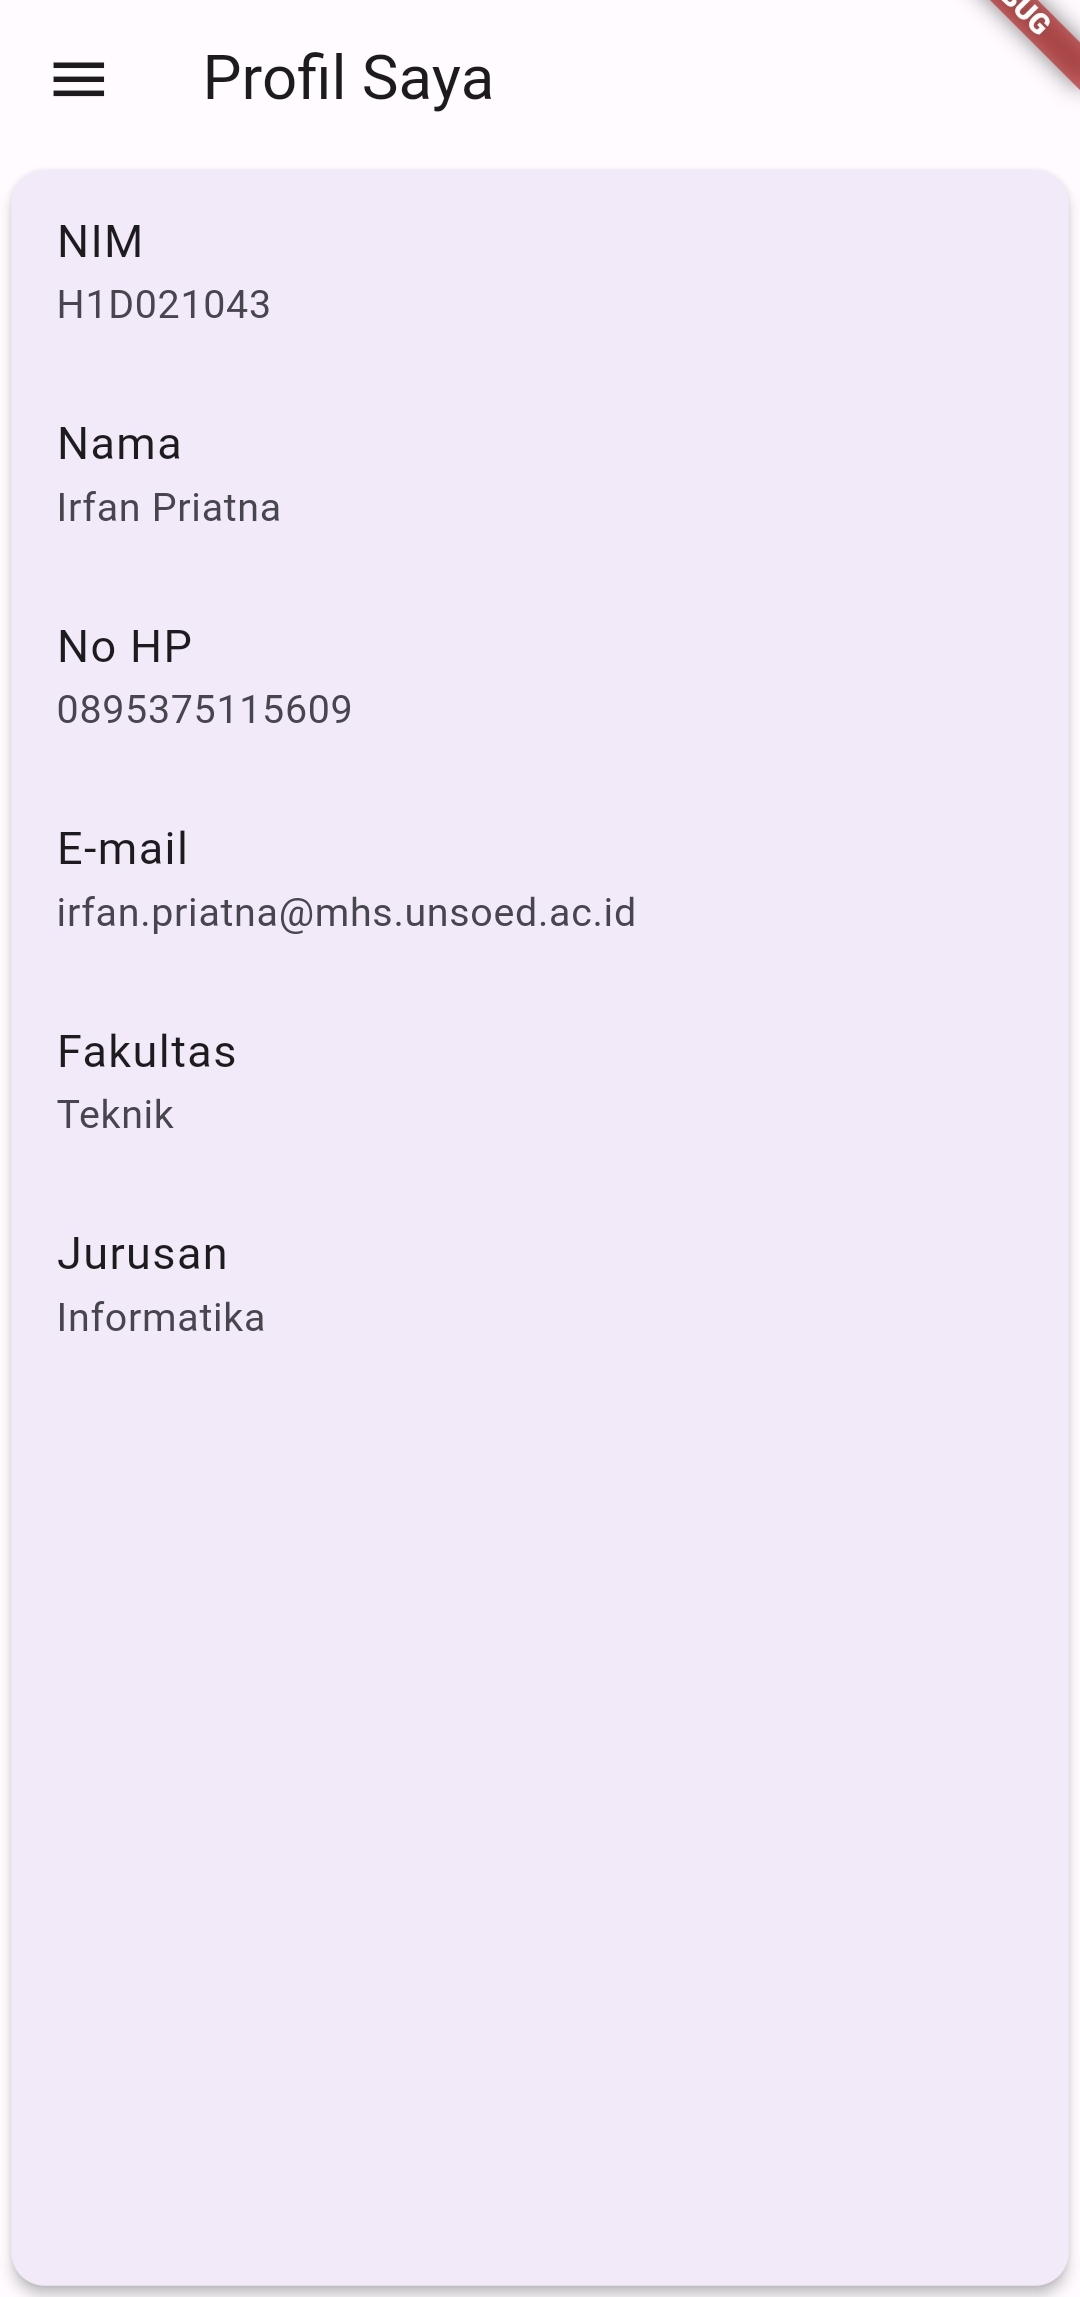 Profil Saya
NIM
H1D021043
Nama
Irfan Priatna
No HP
0895375115609
E-mail
irfan.priatna@mhs.unsoed.ac.id
Fakultas
Teknik
Jurusan
Informatika